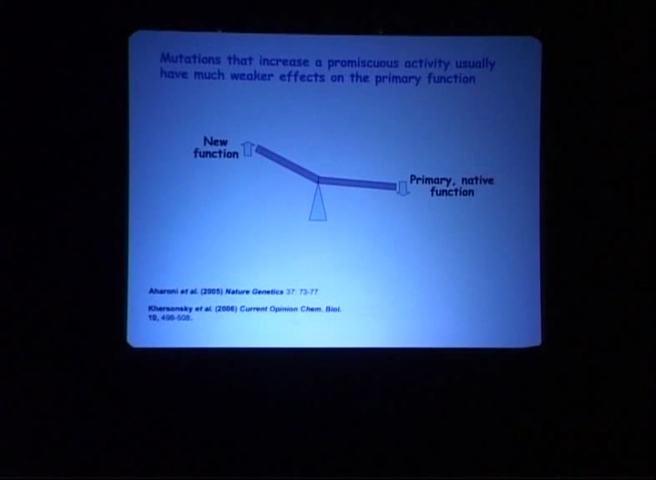 Mutations that increase a promiscuous activity usually
have much weaker effects on the primary function
New
function
Primary, native
function
Aharoni et al. (2005) Nature Genetics 37: 73-77
Khersonsky et al. (2006) Current Opinion Chem. Biol.
10, 498-508.